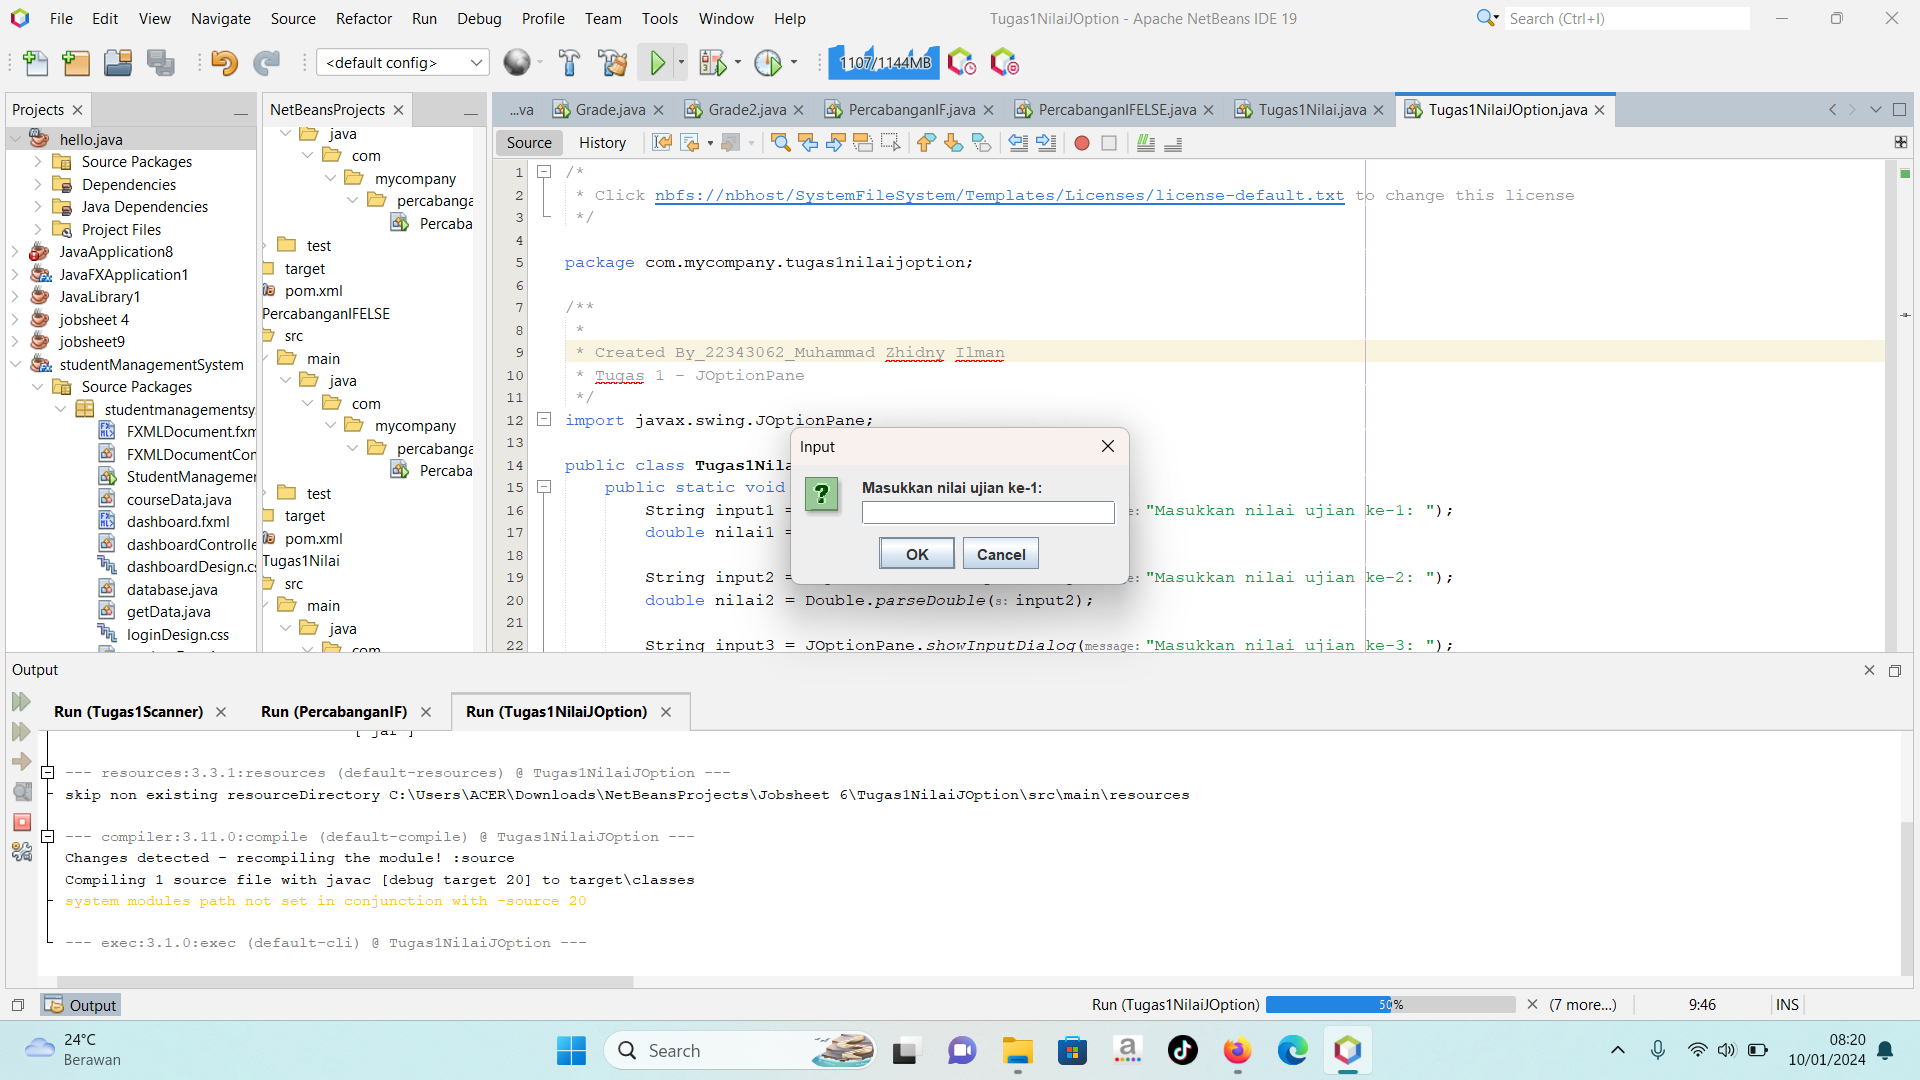 File Edit View Navigate Source Refactor Run Debug Profile Team Tools Window Help
Tugas1NilaiJOption - Apache NetBeans IDE 19
Search (Ctrl+I)
<default config>
1107/1144MB
Projects
NetBeansProjects
...va
Grade.java
Grade2.java
PercabanganIF.java
PercabanganIFELSE.java
Tugas1Nilai.java
Tugas1NilaiJOption.java
Source
History
hello.java
Source Packages
Dependencies
Java Dependencies
Project Files
JavaApplication8
JavaFXApplication1
JavaLibrary1
jobsheet 4
jobsheet9
studentManagementSystem
Source Packages
studentmanagementsy
FXMLDocument.fxm
FXMLDocumentCon
StudentManagemer
courseData.java
dashboard.fxml
dashboardControlle
dashboardDesign.cs
database.java
getData.java
loginDesign.css
java
com
mycompany
percabanga
Percaba
test
target
pom.xml
PercabanganIFELSE
src
main
java
com
mycompany
percabanga
Percaba
test
target
pom.xml
Tugas1Nilai
src
main
java
com
1 /*
2 * Click nbfs://nbhost/SystemFileSystem/Templates/Licenses/license-default.txt to change this license
3 */
4
5 package com.mycompany.tugas1nilaijoption;
6
7 /**
8 *
9 * Created By_22343062_Muhammad Zhidny Ilman
10 * Tugas 1 - JOptionPane
11 */
12 import javax.swing.JOptionPane;
13
14 public class Tugas1Nila
15 public static void
16 String input1 = e: "Masukkan nilai ujian ke-1: ");
17 double nilai1 =
18
19 String input2 = e: "Masukkan nilai ujian ke-2: ");
20 double nilai2 = Double.parseDouble(s: input2);
21
22 String input3 = JOptionPane.showInputDialog(message: "Masukkan nilai ujian ke-3: ");
Input
Masukkan nilai ujian ke-1:
OK
Cancel
Output
Run (Tugas1Scanner)
Run (PercabanganIF)
Run (Tugas1NilaiJOption)
[ jar ]
--- resources:3.3.1:resources (default-resources) @ Tugas1NilaiJOption ---
skip non existing resourceDirectory C:\Users\ACER\Downloads\NetBeansProjects\Jobsheet 6\Tugas1NilaiJOption\src\main\resources
--- compiler:3.11.0:compile (default-compile) @ Tugas1NilaiJOption ---
Changes detected - recompiling the module! :source
Compiling 1 source file with javac [debug target 20] to target\classes
system modules path not set in conjunction with -source 20
--- exec:3.1.0:exec (default-cli) @ Tugas1NilaiJOption ---
Output
Run (Tugas1NilaiJOption)
50%
(7 more...)
9:46
INS
24°C
Berawan
Search
08:20
10/01/2024